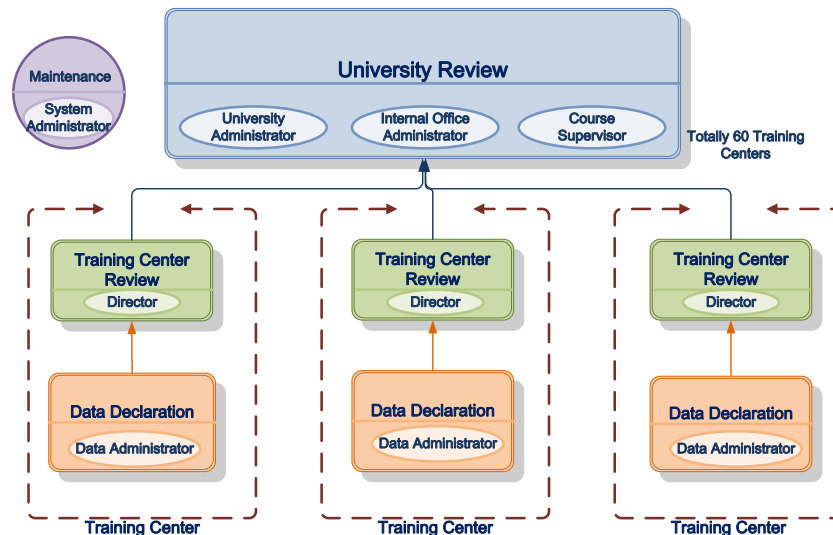 University Review
Maintenance
System
Administrator
University
Administrator
Internal Office
Administrator
Course
Supervisor
Totally 60 Training
Centers
Training Center
Review
Director
Training Center
Review
Director
Training Center
Review
Director
Data Declaration
Data Administrator
Data Declaration
Data Administrator
Data Declaration
Data Administrator
Training Center
Training Center
Training Center